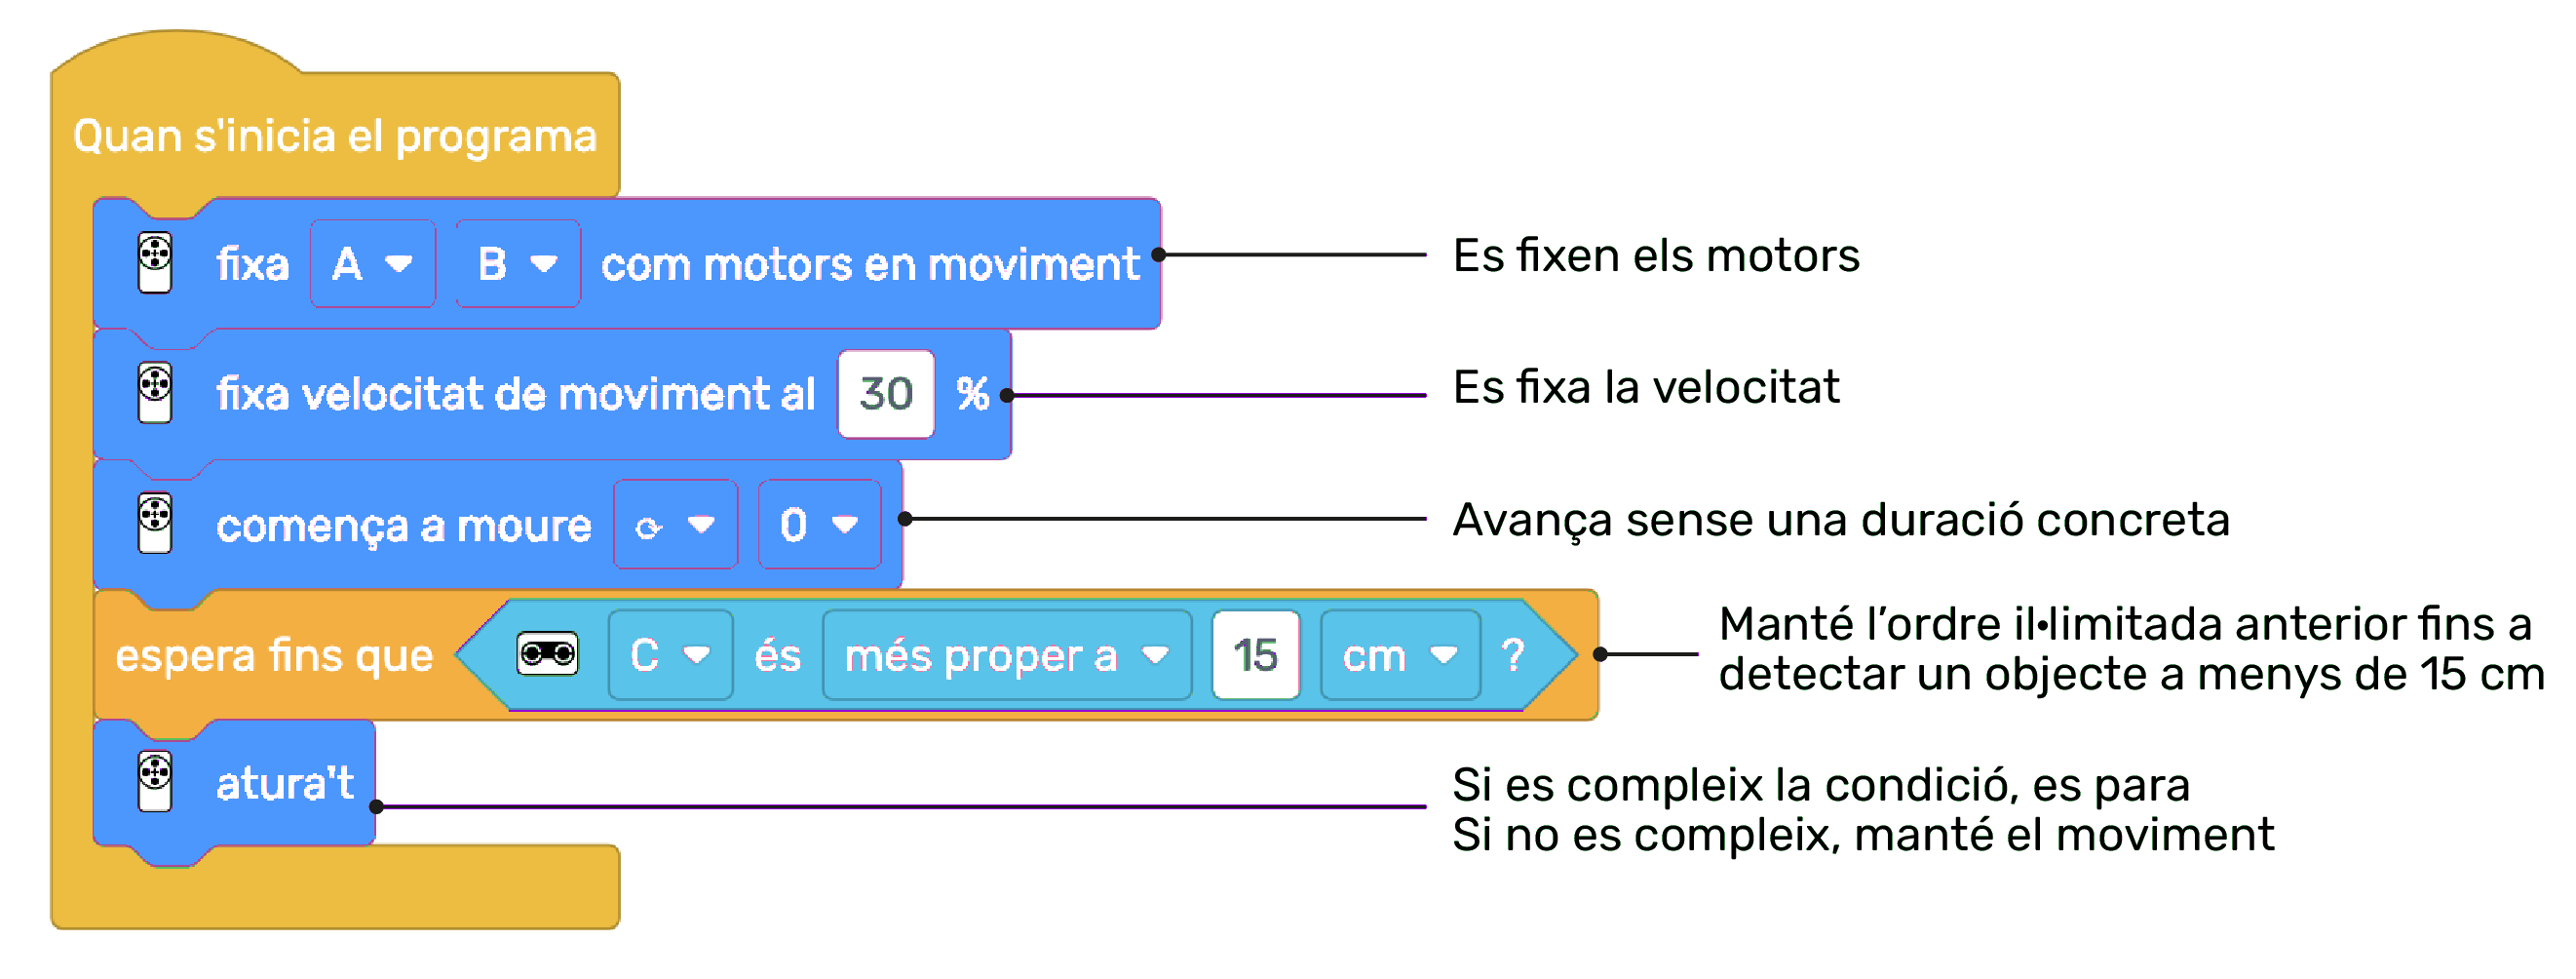 Quan s'inicia el programa
fixa A B com motors en moviment
Es fixen els motors
fixa velocitat de moviment al 30 %
Es fixa la velocitat
comença a moure ⟳ 0
Avança sense una duració concreta
espera fins que C és més proper a 15 cm ?
Manté l’ordre il•limitada anterior fins a
detectar un objecte a menys de 15 cm
atura't
Si es compleix la condició, es para
Si no es compleix, manté el moviment